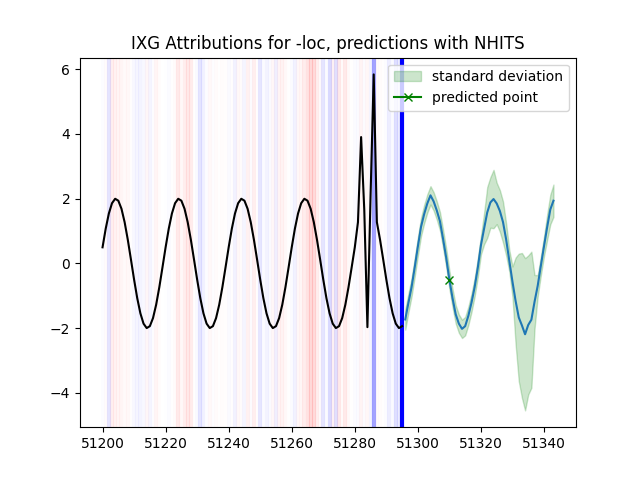 IXG Attributions for -loc, predictions with NHITS
standard deviation
predicted point
6
4
2
0
−2
−4
51200 51220 51240 51260 51280 51300 51320 51340